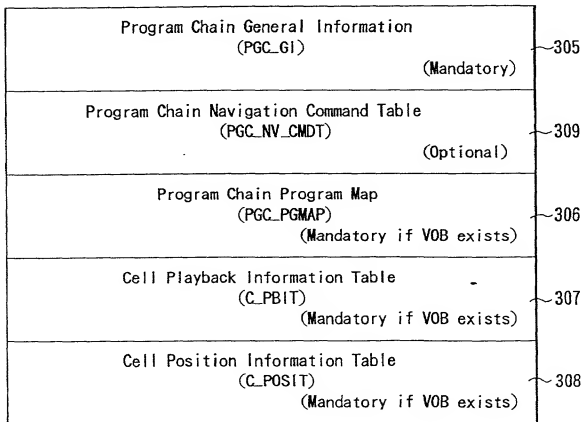 Program Chain General Information
(PGC_GI)
(Mandatory)
305
Program Chain Navigation Command Table
(PGC_NV_CMDT)
(Optional)
309
Program Chain Program Map
(PGC_PGMAP)
(Mandatory if VOB exists)
306
Cell Playback Information Table
(C_PBIT)
(Mandatory if VOB exists)
307
Cell Position Information Table
(C_POSIT)
(Mandatory if VOB exists)
308